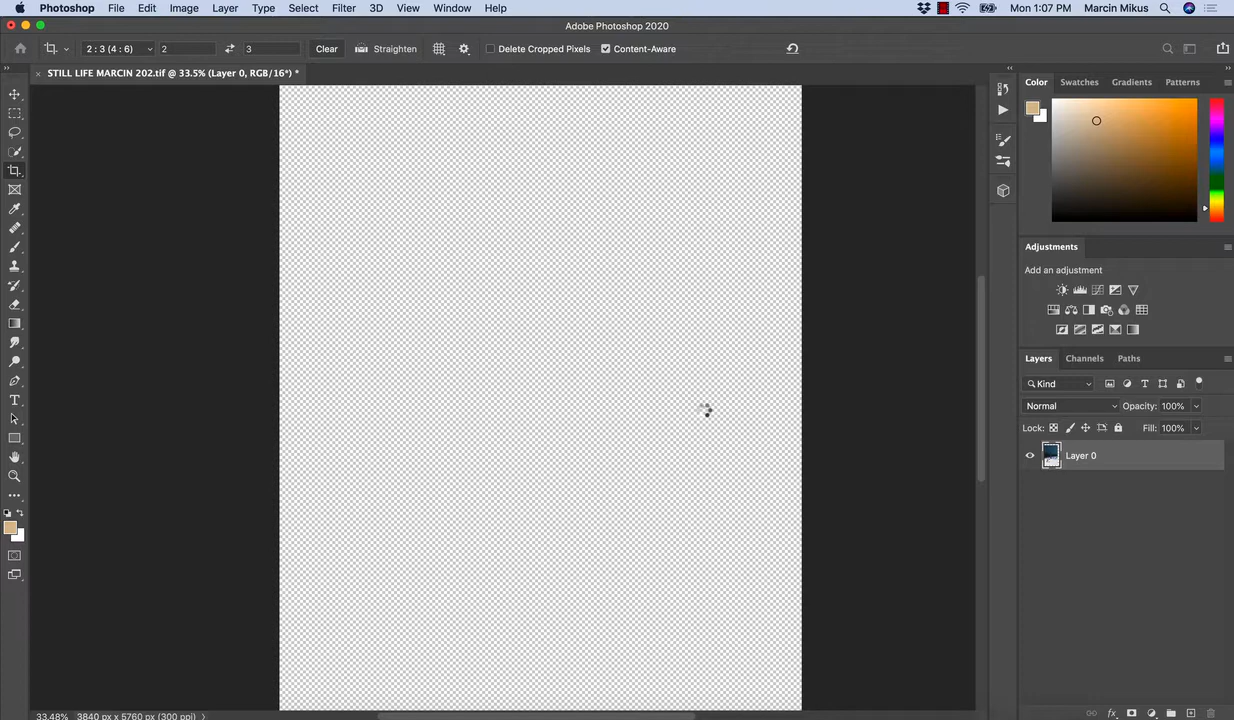 Photoshop File Edit Image Layer Type Select Filter 3D View Window Help Mon 1:07 PM Marcin Mikus
Adobe Photoshop 2020
2 : 3 (4 : 6) 2 3 Clear Straighten Delete Cropped Pixels Content-Aware
STILL LIFE MARCIN 202.tif @ 33.5% (Layer 0, RGB/16*) *
Color Swatches Gradients Patterns
Adjustments
Add an adjustment
Layers Channels Paths
Kind
Normal Opacity: 100%
Lock: Fill: 100%
Layer 0
33.48% 3840 px x 5760 px (300 ppi)